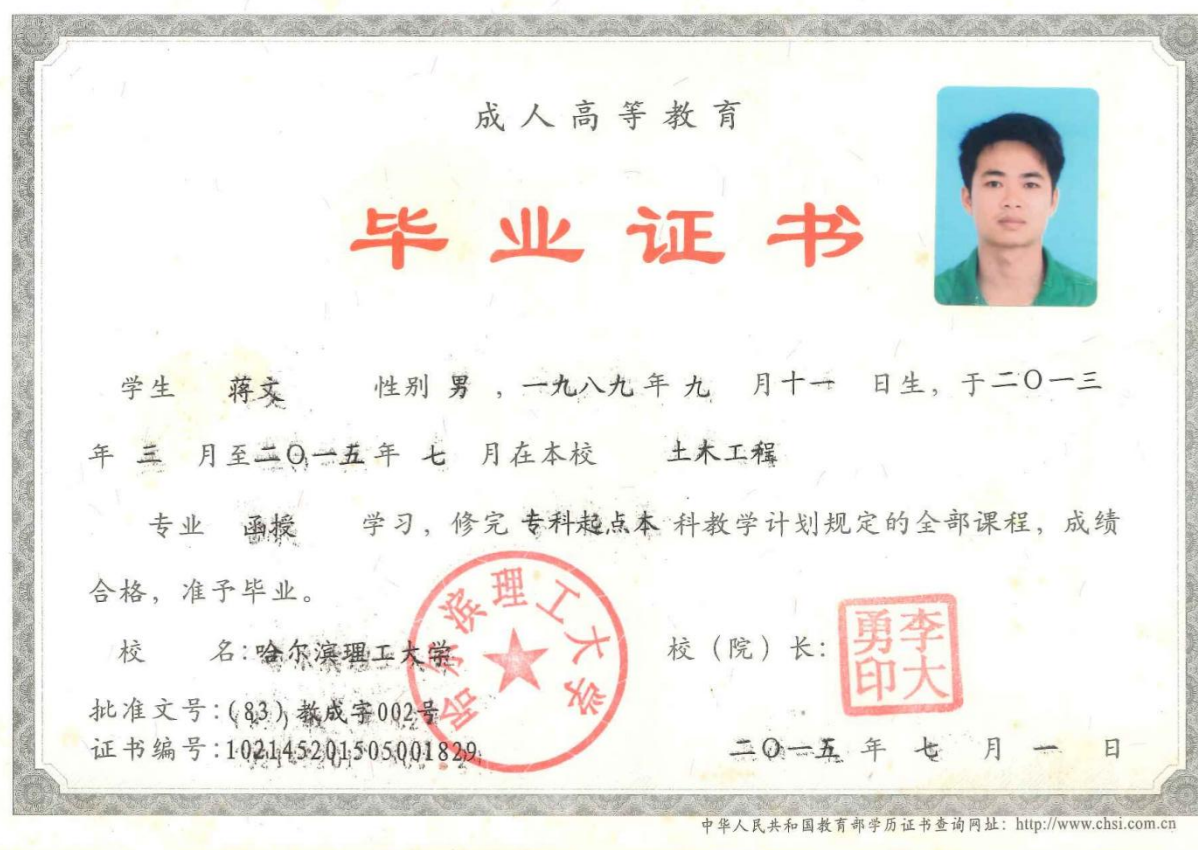 成人高等教育
毕业证书
学生 蒋文 性别 男 ，一九八九年 九 月十一 日生，于二〇一三
年 三 月至二〇一五年 七 月在本校 土木工程
专业 函授 学习，修完 专科起点本 科教学计划规定的全部课程，成绩
合格，准予毕业。
校 名：哈尔滨理工大学
哈尔滨理工大学
校（院）长：
李大勇印
批准文号：(83)教成字002号
证书编号：102145201505001829
二〇一五 年 七 月 一 日
中华人民共和国教育部学历证书查询网址：http://www.chsi.com.cn